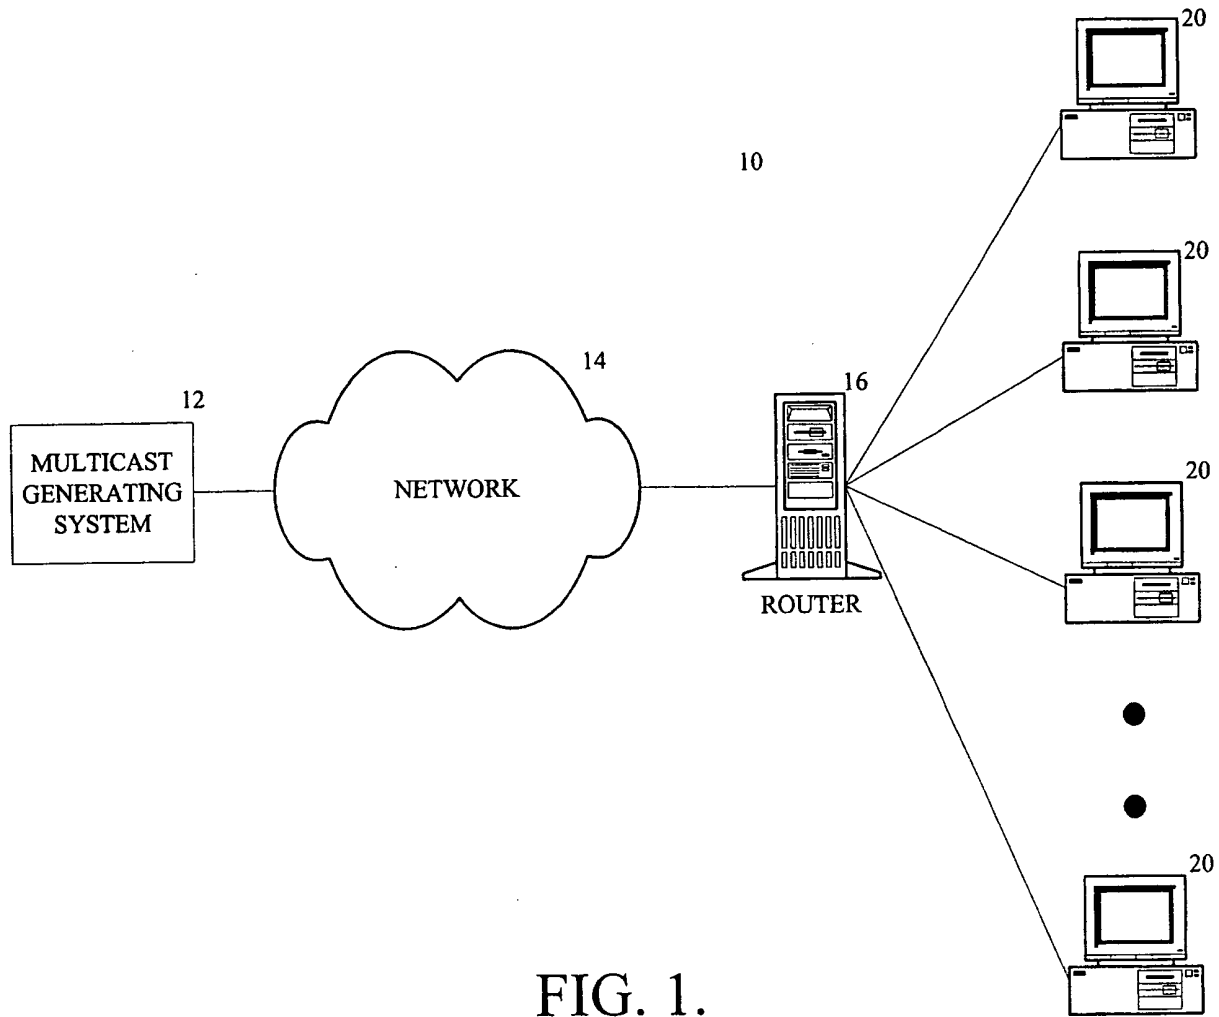 20
10
20
14
16
12
MULTICAST
GENERATING
SYSTEM
NETWORK
20
ROUTER
20
FIG. 1.